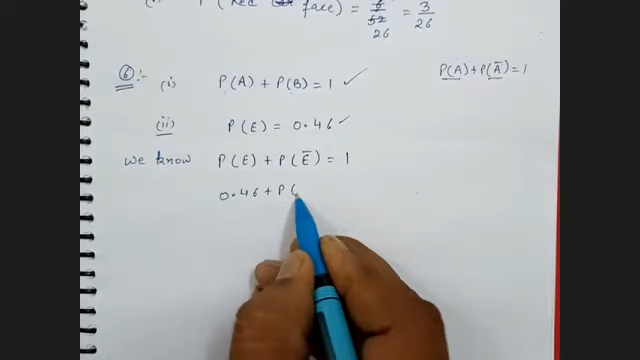 P (Red face) = 6/52 = 3/26
26
⑥:- (i) P(A) + P(B) = 1 ✓
P(A) + P(Ā) = 1
(ii) P(E) = 0.46 ✓
we know P(E) + P(Ē) = 1
0.46 + P(